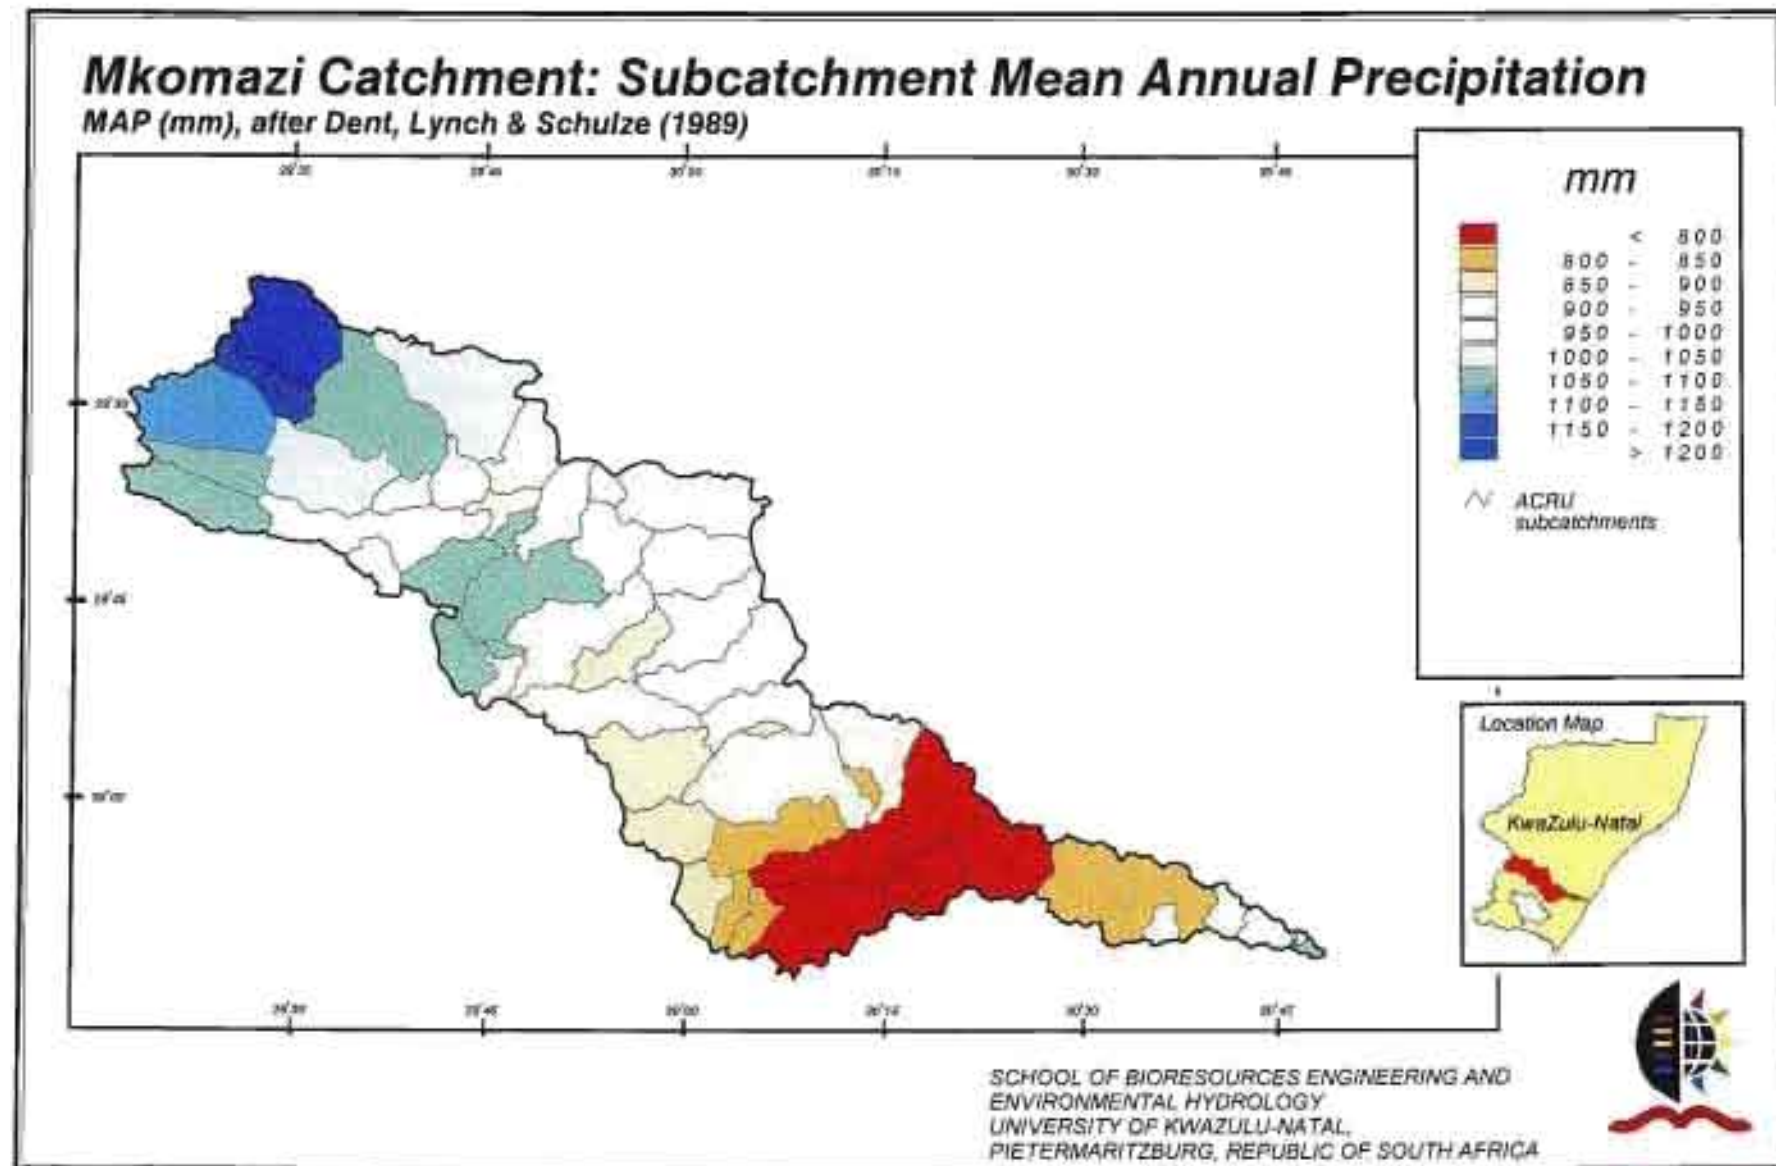 Mkomazi Catchment: Subcatchment Mean Annual Precipitation
MAP (mm), after Dent, Lynch & Schulze (1989)
mm
< 800
800 - 850
850 - 900
900 - 950
950 - 1000
1000 - 1050
1050 - 1100
1100 - 1150
1150 - 1200
> 1200
ACRU
subcatchments
Location Map
KwaZulu-Natal
SCHOOL OF BIORESOURCES ENGINEERING AND
ENVIRONMENTAL HYDROLOGY
UNIVERSITY OF KWAZULU-NATAL,
PIETERMARITZBURG, REPUBLIC OF SOUTH AFRICA